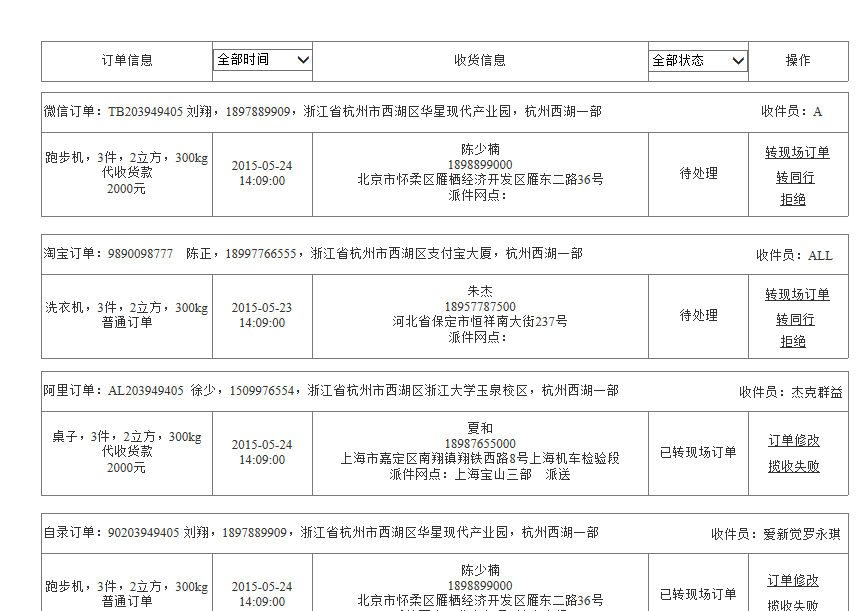 订单信息 全部时间 收货信息 全部状态 操作
微信订单：TB203949405 刘翔，1897889909，浙江省杭州市西湖区华星现代产业园，杭州西湖一部 收件员：A
跑步机，3件，2立方，300kg
代收货款
2000元
2015-05-24
14:09:00
陈少楠
1898899000
北京市怀柔区雁栖经济开发区雁东二路36号
派件网点：
待处理
转现场订单
转同行
拒绝
淘宝订单：9890098777 陈正，18997766555，浙江省杭州市西湖区支付宝大厦，杭州西湖一部 收件员：ALL
洗衣机，3件，2立方，300kg
普通订单
2015-05-23
14:09:00
朱杰
18957787500
河北省保定市恒祥南大街237号
派件网点：
待处理
转现场订单
转同行
拒绝
阿里订单：AL203949405 徐少，1509976554，浙江省杭州市西湖区浙江大学玉泉校区，杭州西湖一部 收件员：杰克群益
桌子，3件，2立方，300kg
代收货款
2000元
2015-05-24
14:09:00
夏和
18987655000
上海市嘉定区南翔镇翔铁西路8号上海机车检验段
派件网点：上海宝山三部 派送
已转现场订单
订单修改
揽收失败
自录订单：90203949405 刘翔，1897889909，浙江省杭州市西湖区华星现代产业园，杭州西湖一部 收件员：爱新觉罗永琪
跑步机，3件，2立方，300kg
普通订单
2015-05-24
14:09:00
陈少楠
1898899000
北京市怀柔区雁栖经济开发区雁东二路36号
已转现场订单
订单修改
揽收失败